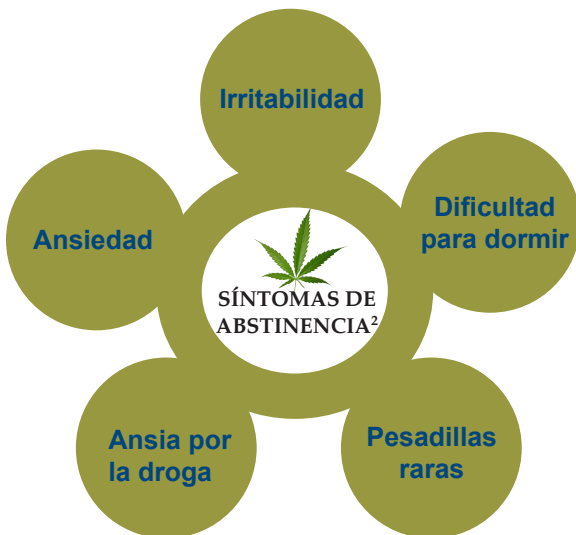 Irritabilidad
Dificultad
para dormir
Ansiedad
SÍNTOMAS DE
ABSTINENCIA²
Ansia por
la droga
Pesadillas
raras